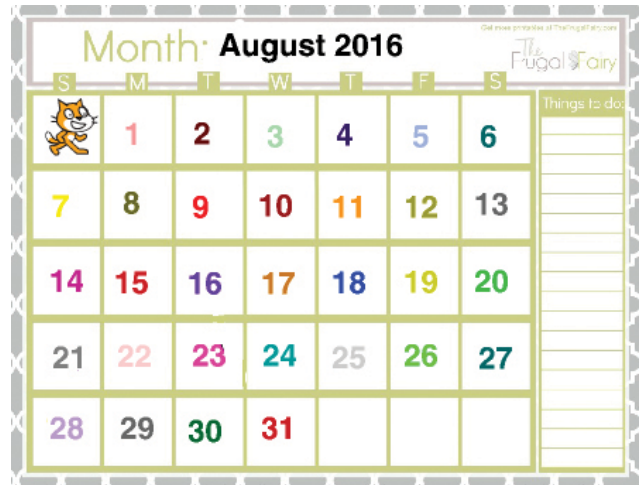 Get more printables at TheFrugalFairy.com
Month: August 2016
The
Frugal Fairy
S M T W T F S
Things to do:
1 2 3 4 5 6
7 8 9 10 11 12 13
14 15 16 17 18 19 20
21 22 23 24 25 26 27
28 29 30 31